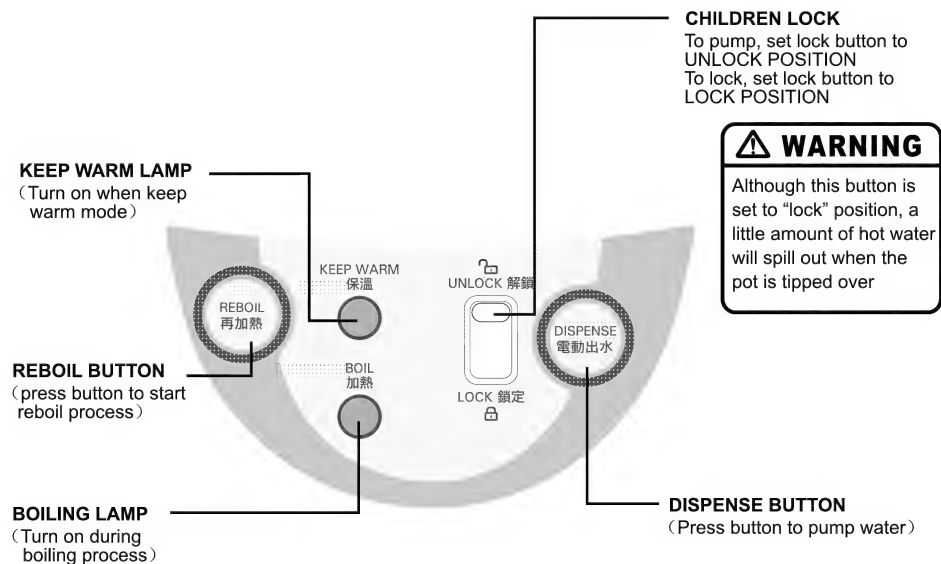 CHILDREN LOCK
To pump, set lock button to
UNLOCK POSITION
To lock, set lock button to
LOCK POSITION
WARNING
Although this button is
set to “lock” position, a
little amount of hot water
will spill out when the
pot is tipped over
KEEP WARM LAMP
（Turn on when keep
warm mode）
KEEP WARM
保溫
UNLOCK 解鎖
REBOIL
再加熱
DISPENSE
電動出水
REBOIL BUTTON
（press button to start
reboil process）
BOIL
加熱
LOCK 鎖定
BOILING LAMP
（Turn on during
boiling process）
DISPENSE BUTTON
（Press button to pump water）